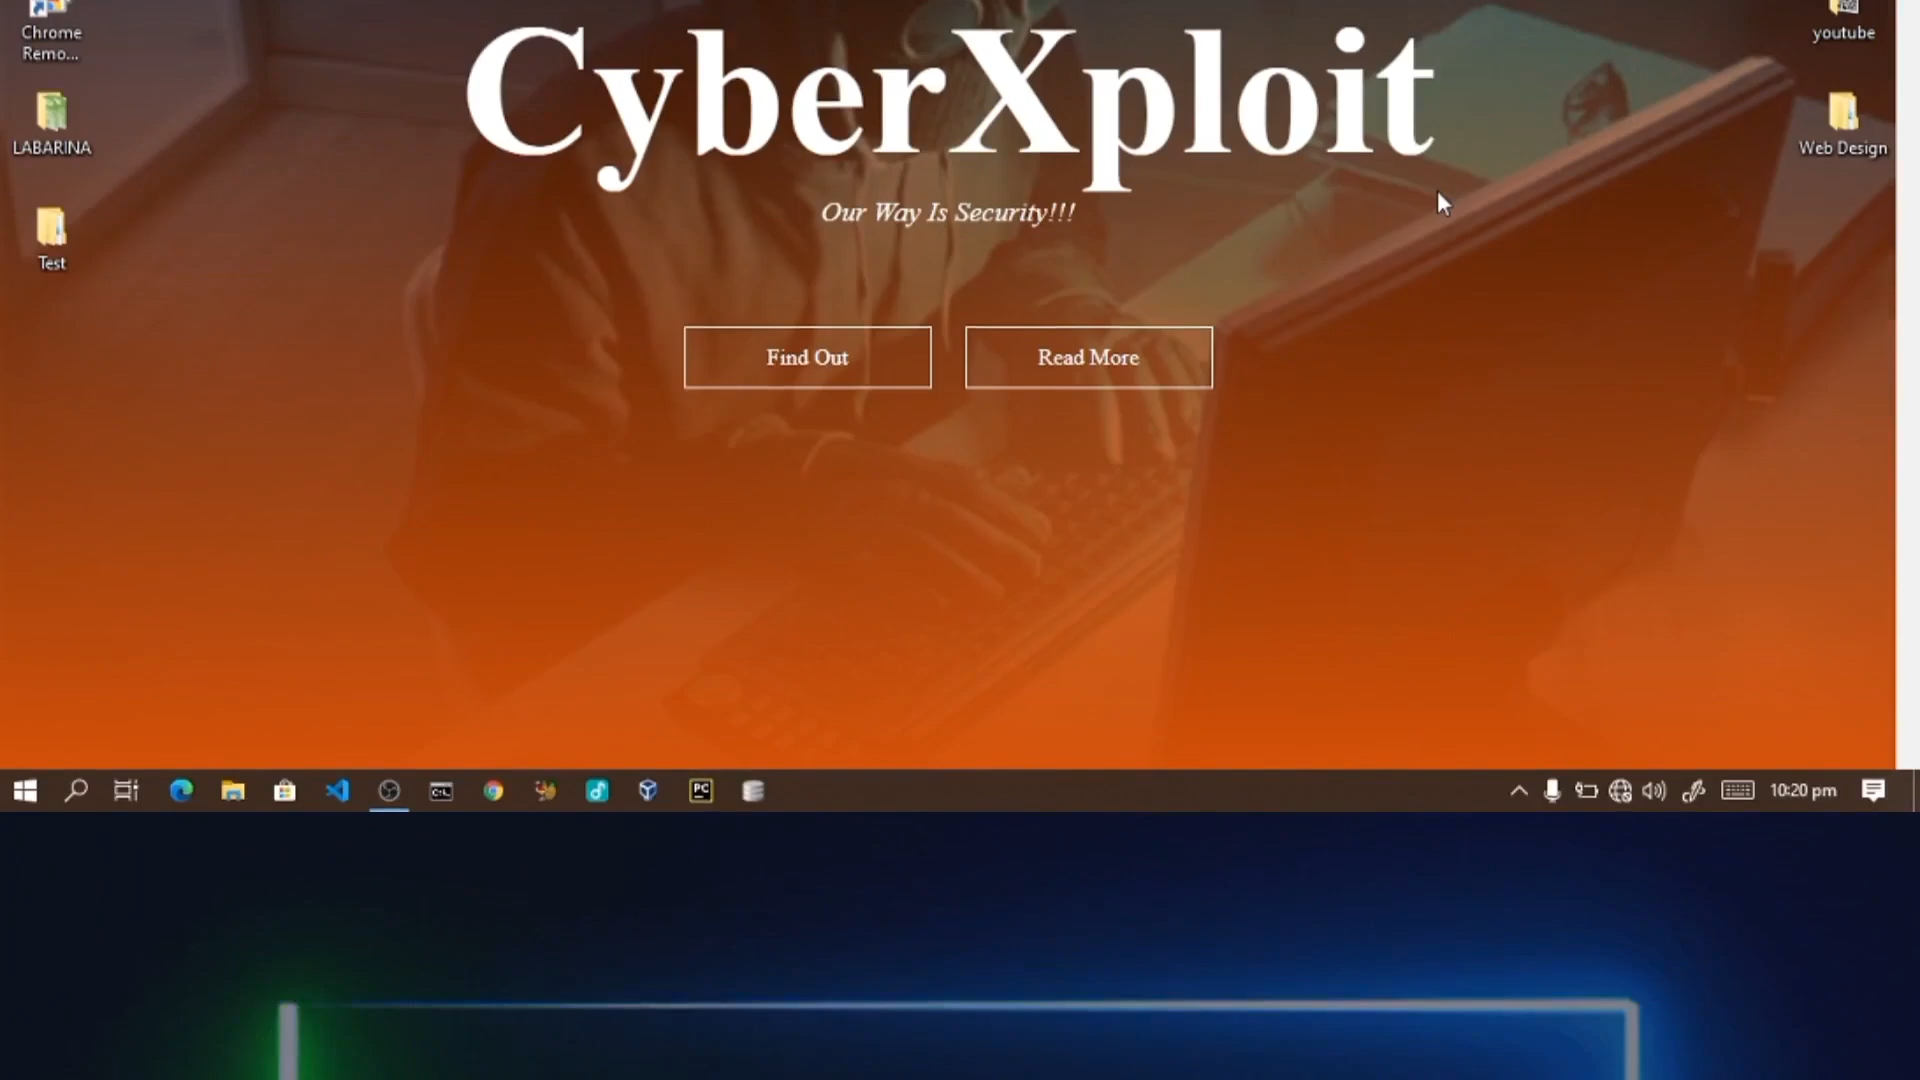 Chrome
Remo...
youtube
CyberXploit
LABARINA
Web Design
Our Way Is Security!!!
Test
Find Out
Read More
PC
10:20 pm